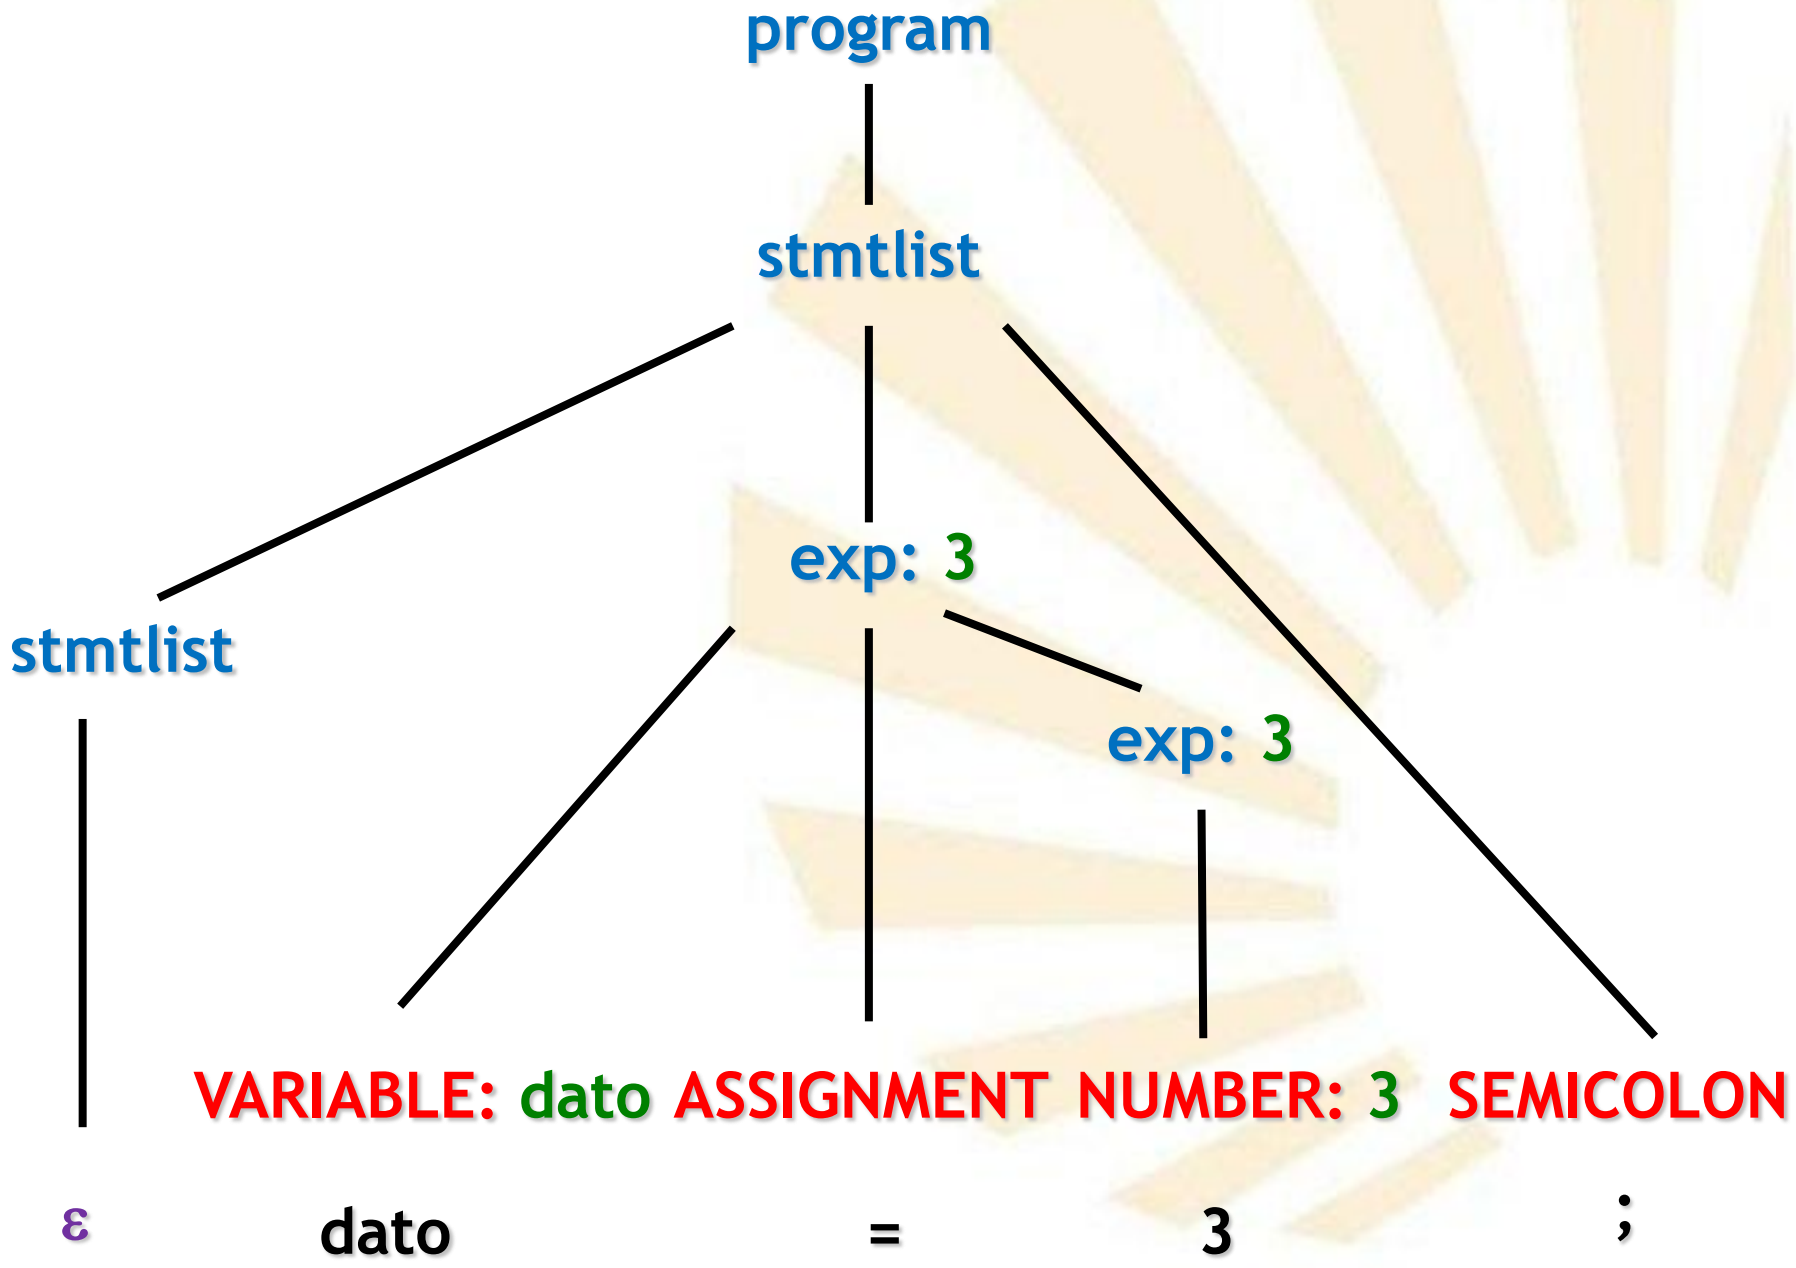 program
stmtlist
exp: 3
stmtlist
exp: 3
VARIABLE: dato ASSIGNMENT NUMBER: 3 SEMICOLON
ε dato = 3 ;